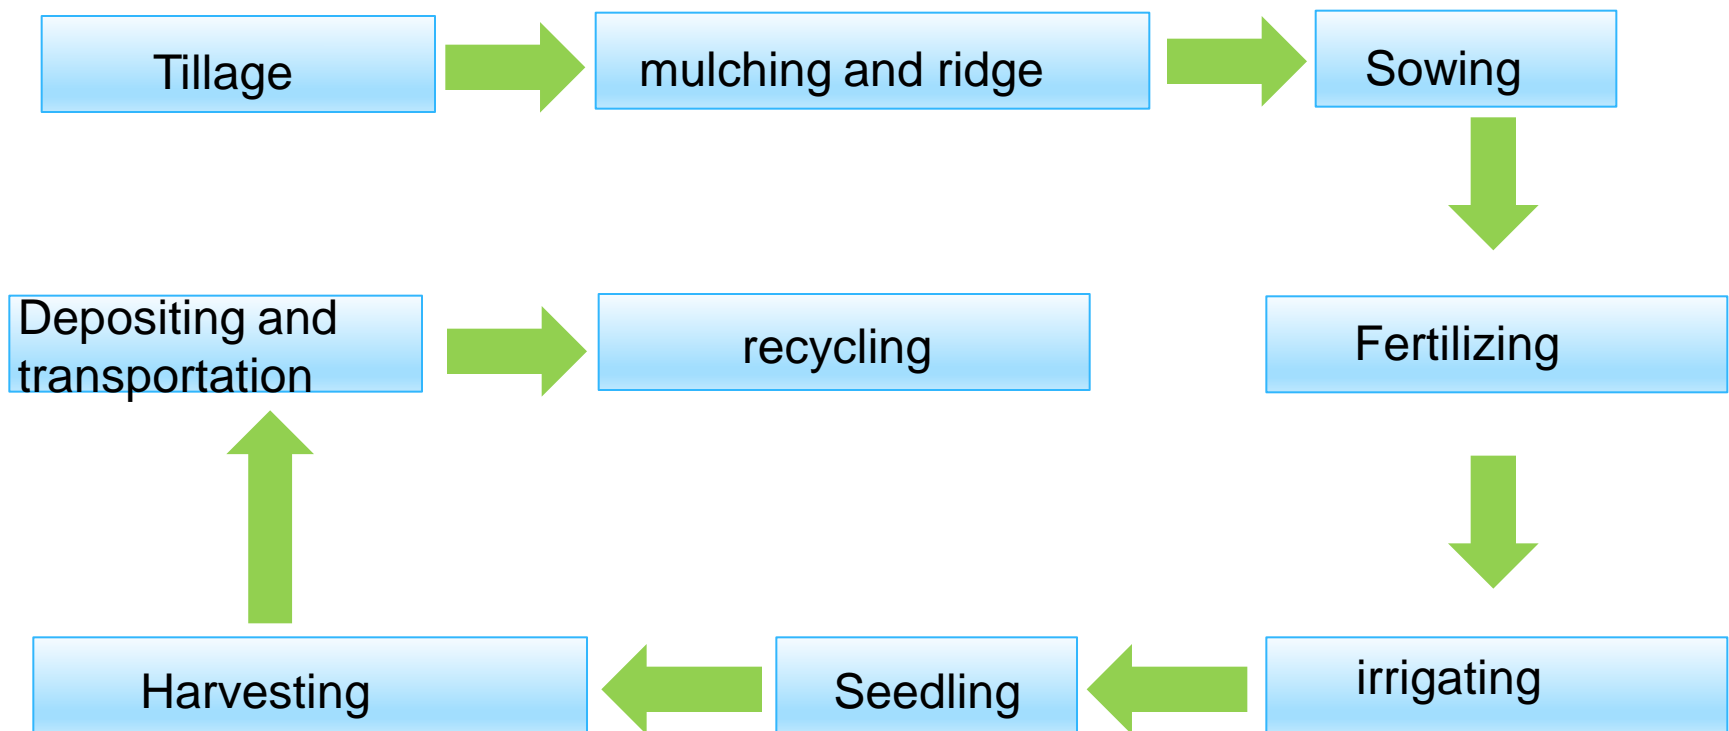 Tillage
mulching and ridge
Sowing
Depositing and
transportation
recycling
Fertilizing
Harvesting
Seedling
irrigating